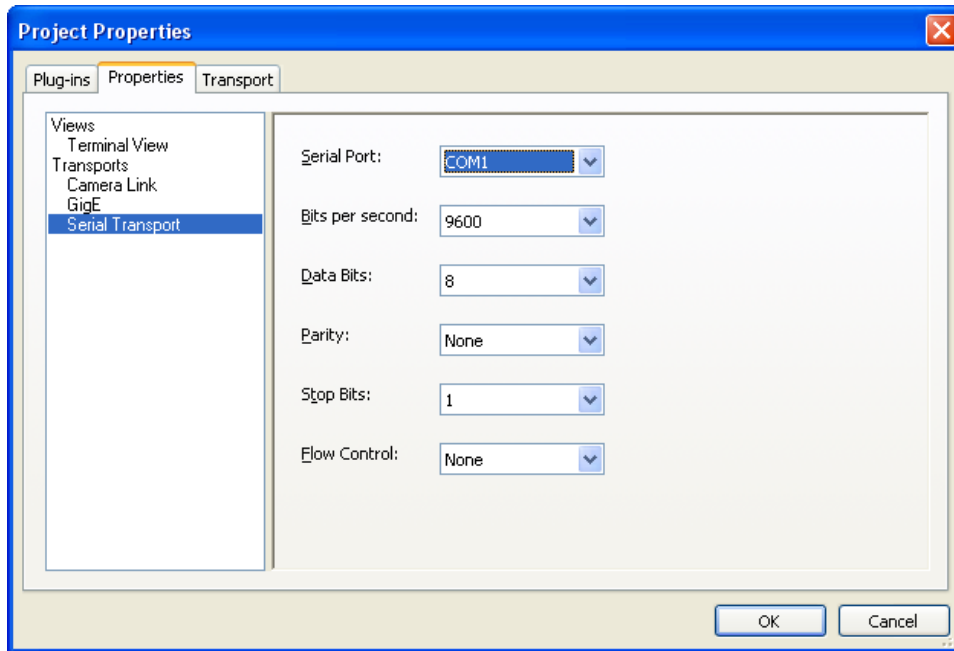 Project Properties
Plug-ins Properties Transport
Views
Terminal View
Transports
Camera Link
GigE
Serial Transport
Serial Port: COM1
Bits per second: 9600
Data Bits: 8
Parity: None
Stop Bits: 1
Flow Control: None
OK Cancel